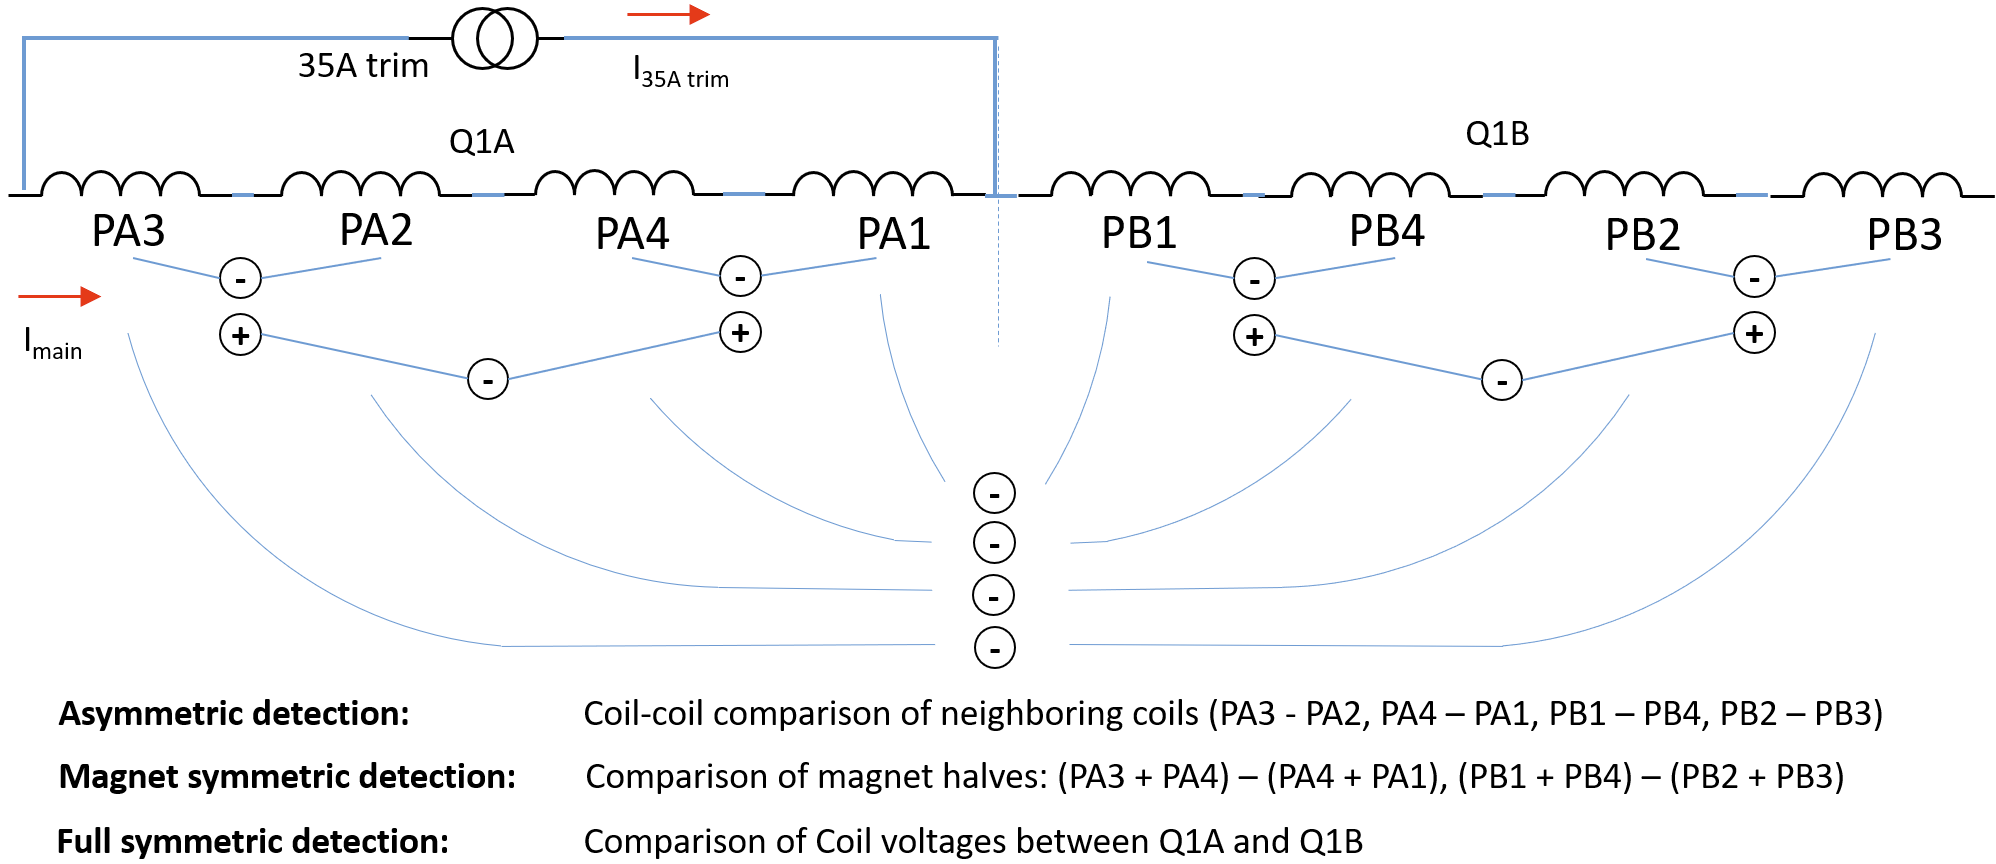 35A trim
I35A trim
Q1A
Q1B
PA3
PA2
PA4
PA1
PB1
PB4
PB2
PB3
- - - -
Imain
+ + + +
- -
-
-
-
-
Asymmetric detection: Coil-coil comparison of neighboring coils (PA3 - PA2, PA4 – PA1, PB1 – PB4, PB2 – PB3)
Magnet symmetric detection: Comparison of magnet halves: (PA3 + PA4) – (PA4 + PA1), (PB1 + PB4) – (PB2 + PB3)
Full symmetric detection: Comparison of Coil voltages between Q1A and Q1B